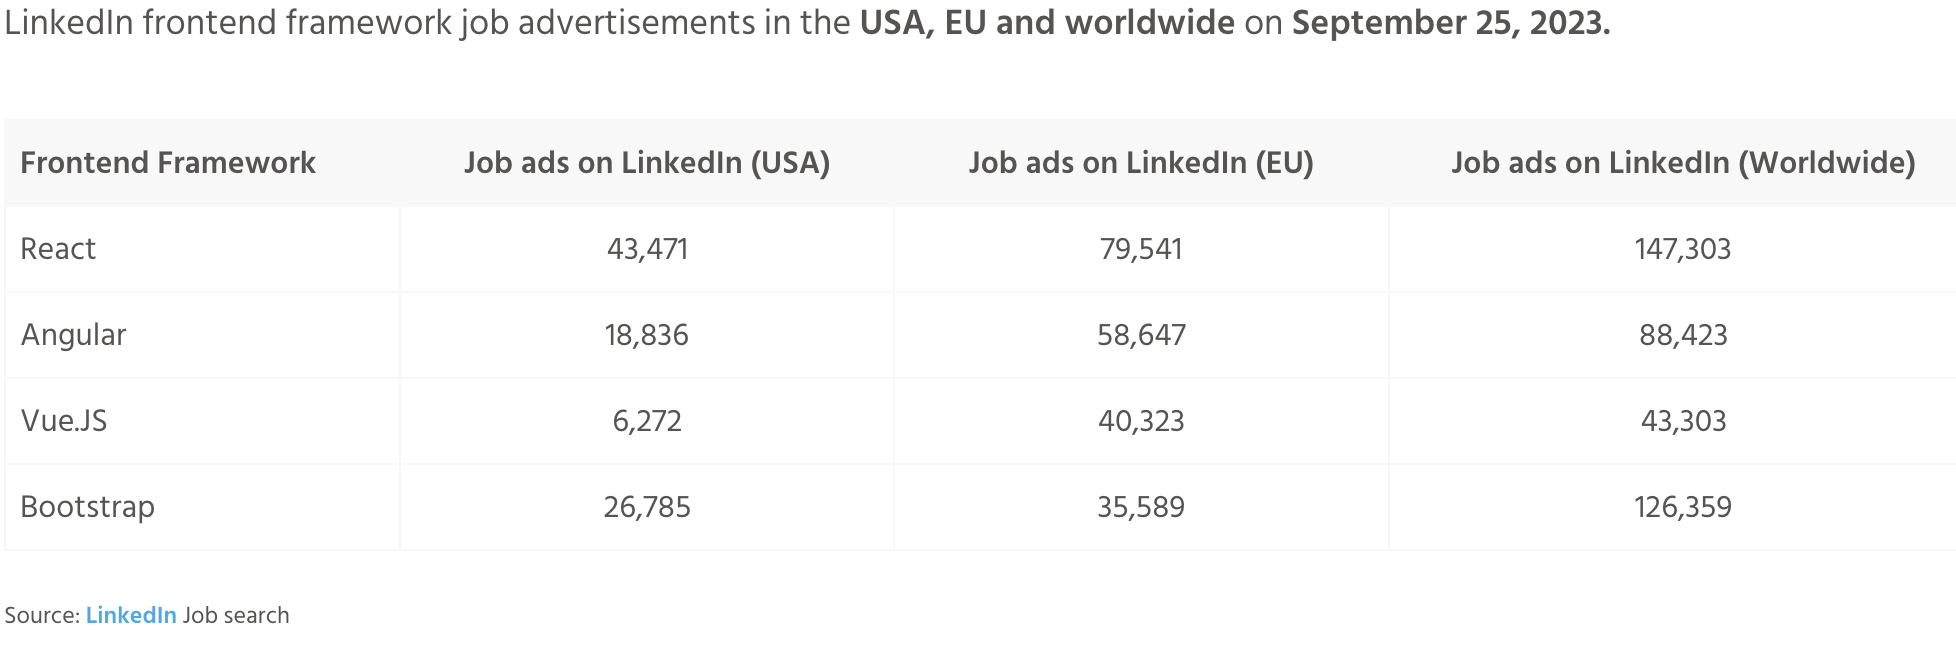 LinkedIn frontend framework job advertisements in the USA, EU and worldwide on September 25, 2023.
Frontend Framework Job ads on LinkedIn (USA) Job ads on LinkedIn (EU) Job ads on LinkedIn (Worldwide)
React 43,471 79,541 147,303
Angular 18,836 58,647 88,423
Vue.JS 6,272 40,323 43,303
Bootstrap 26,785 35,589 126,359
Source: LinkedIn Job search